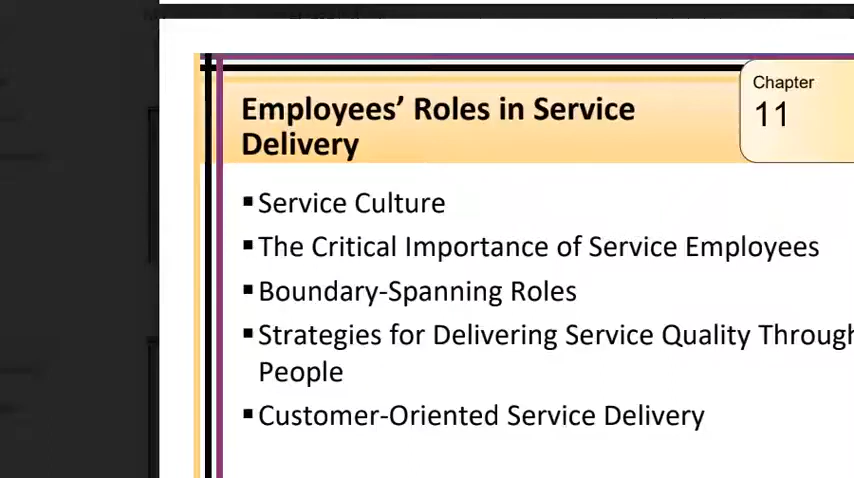 Employees’ Roles in Service
Delivery
Chapter
11
▪Service Culture
▪The Critical Importance of Service Employees
▪Boundary-Spanning Roles
▪Strategies for Delivering Service Quality Through
People
▪Customer-Oriented Service Delivery